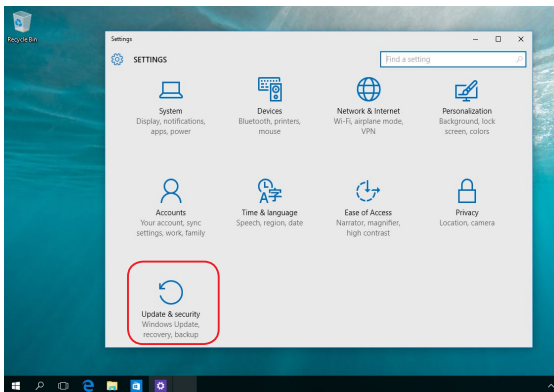 Recycle Bin
Settings
SETTINGS
Find a setting
System
Display, notifications,
apps, power
Devices
Bluetooth, printers,
mouse
Network & Internet
Wi-Fi, airplane mode,
VPN
Personalization
Background, lock
screen, colors
Accounts
Your account, sync
settings, work, family
Time & language
Speech, region, date
Ease of Access
Narrator, magnifier,
high contrast
Privacy
Location, camera
Update & security
Windows Update,
recovery, backup